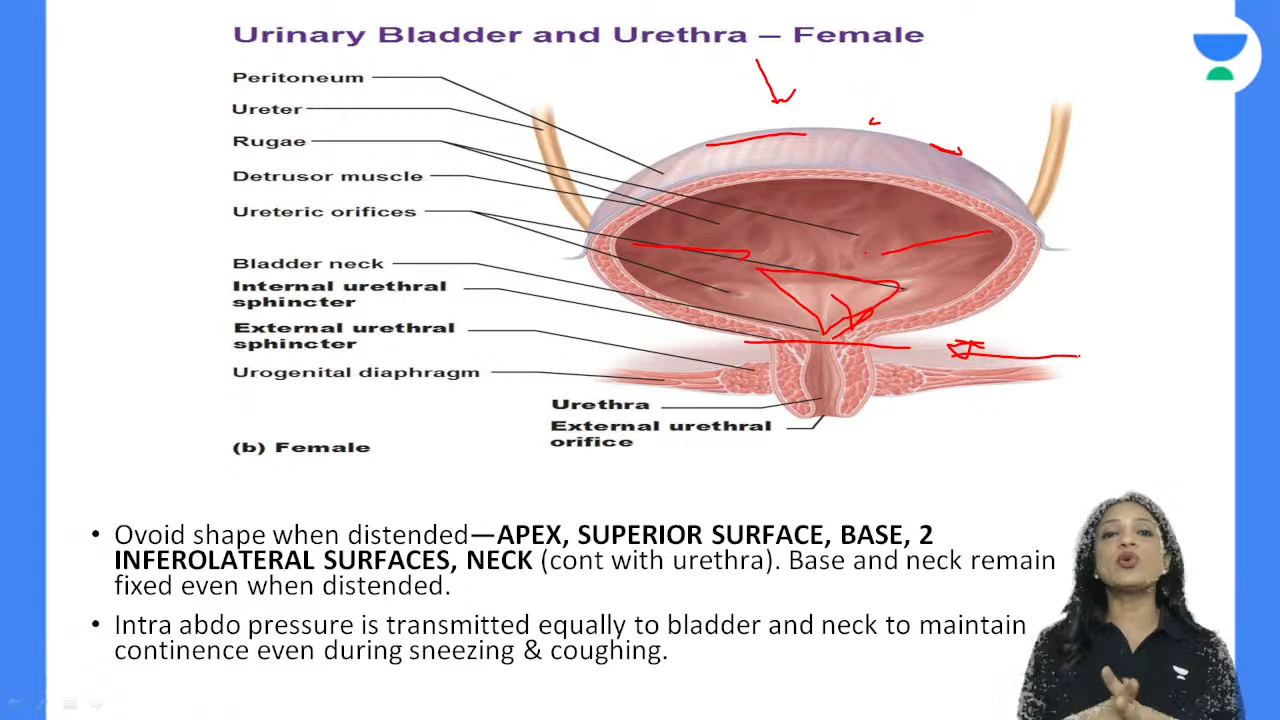 Urinary Bladder and Urethra – Female
Peritoneum
Ureter
Rugae
Detrusor muscle
Ureteric orifices
Bladder neck
Internal urethral
sphincter
External urethral
sphincter
Urogenital diaphragm
Urethra
External urethral
orifice
(b) Female
• Ovoid shape when distended—APEX, SUPERIOR SURFACE, BASE, 2
INFEROLATERAL SURFACES, NECK (cont with urethra). Base and neck remain
fixed even when distended.
• Intra abdo pressure is transmitted equally to bladder and neck to maintain
continence even during sneezing & coughing.